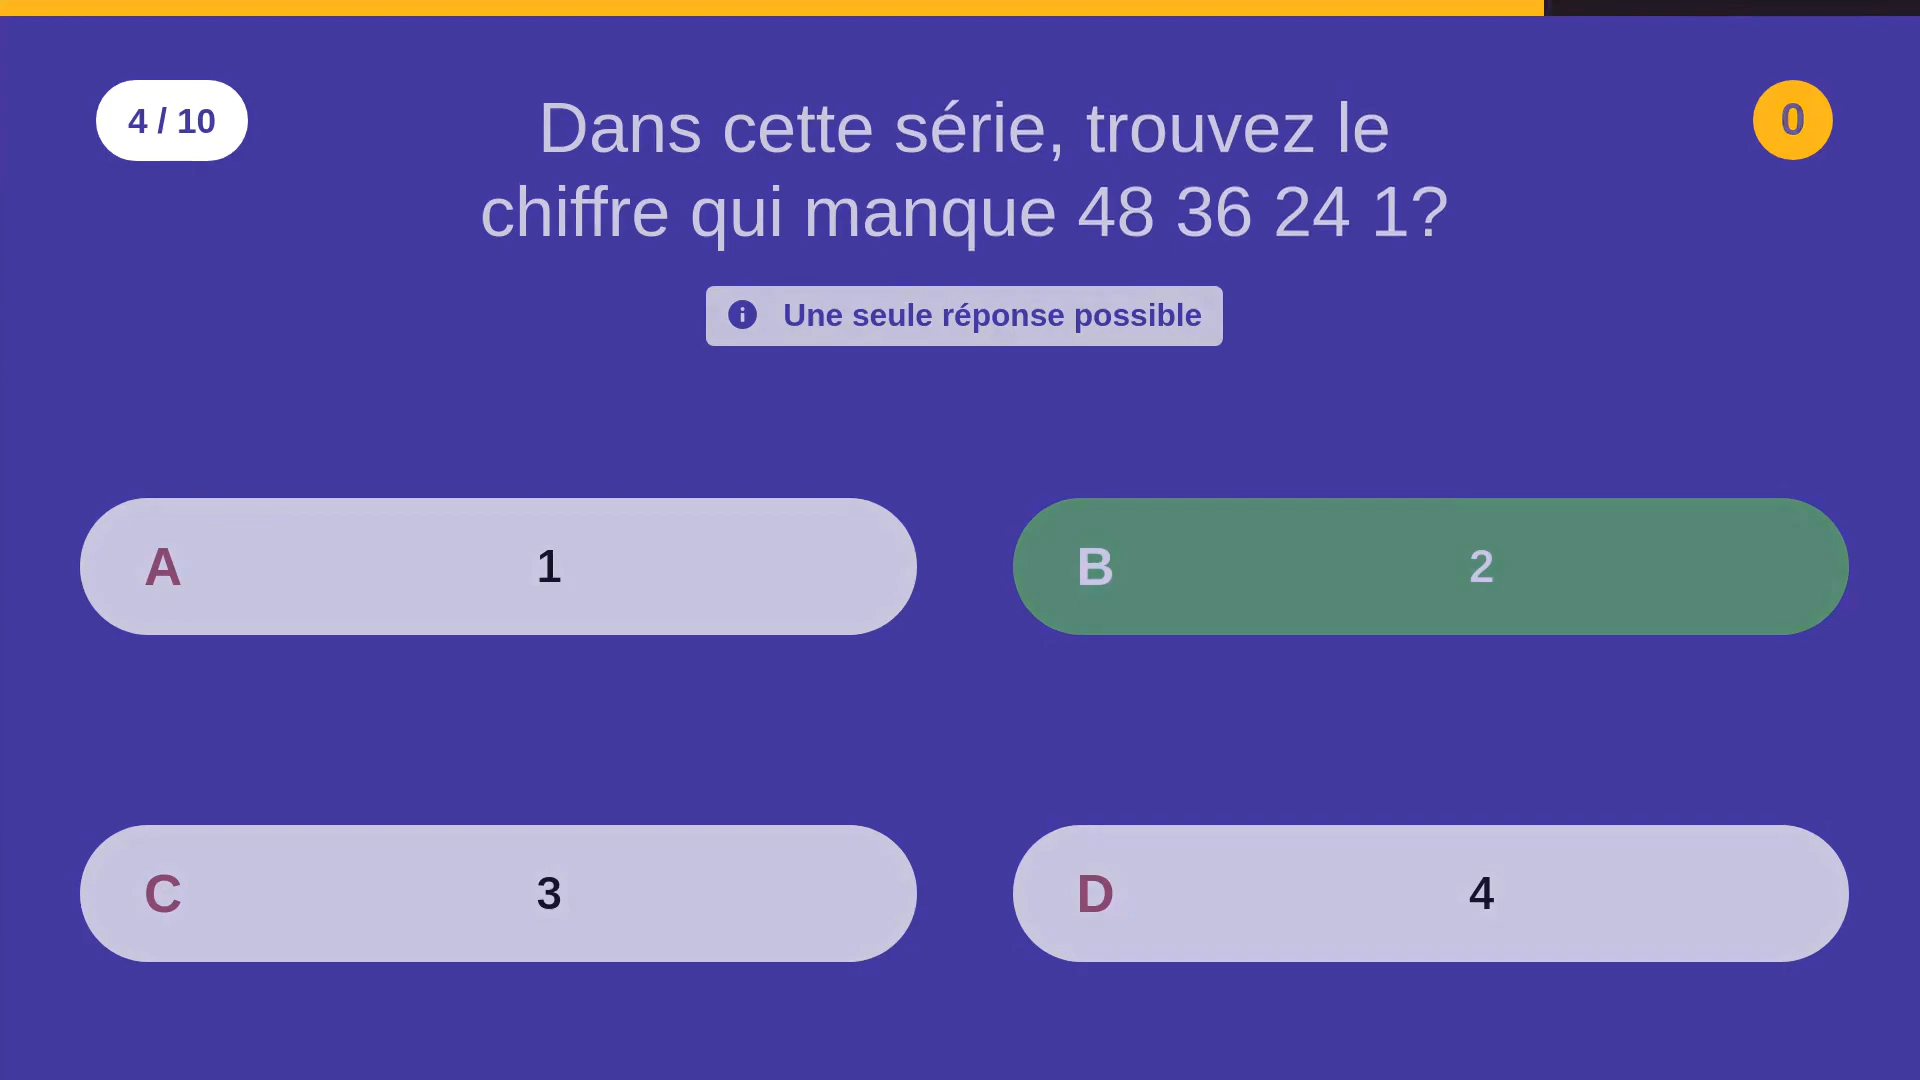 4 / 10
Dans cette série, trouvez le
chiffre qui manque 48 36 24 1?
0
Une seule réponse possible
A 1
B 2
C 3
D 4